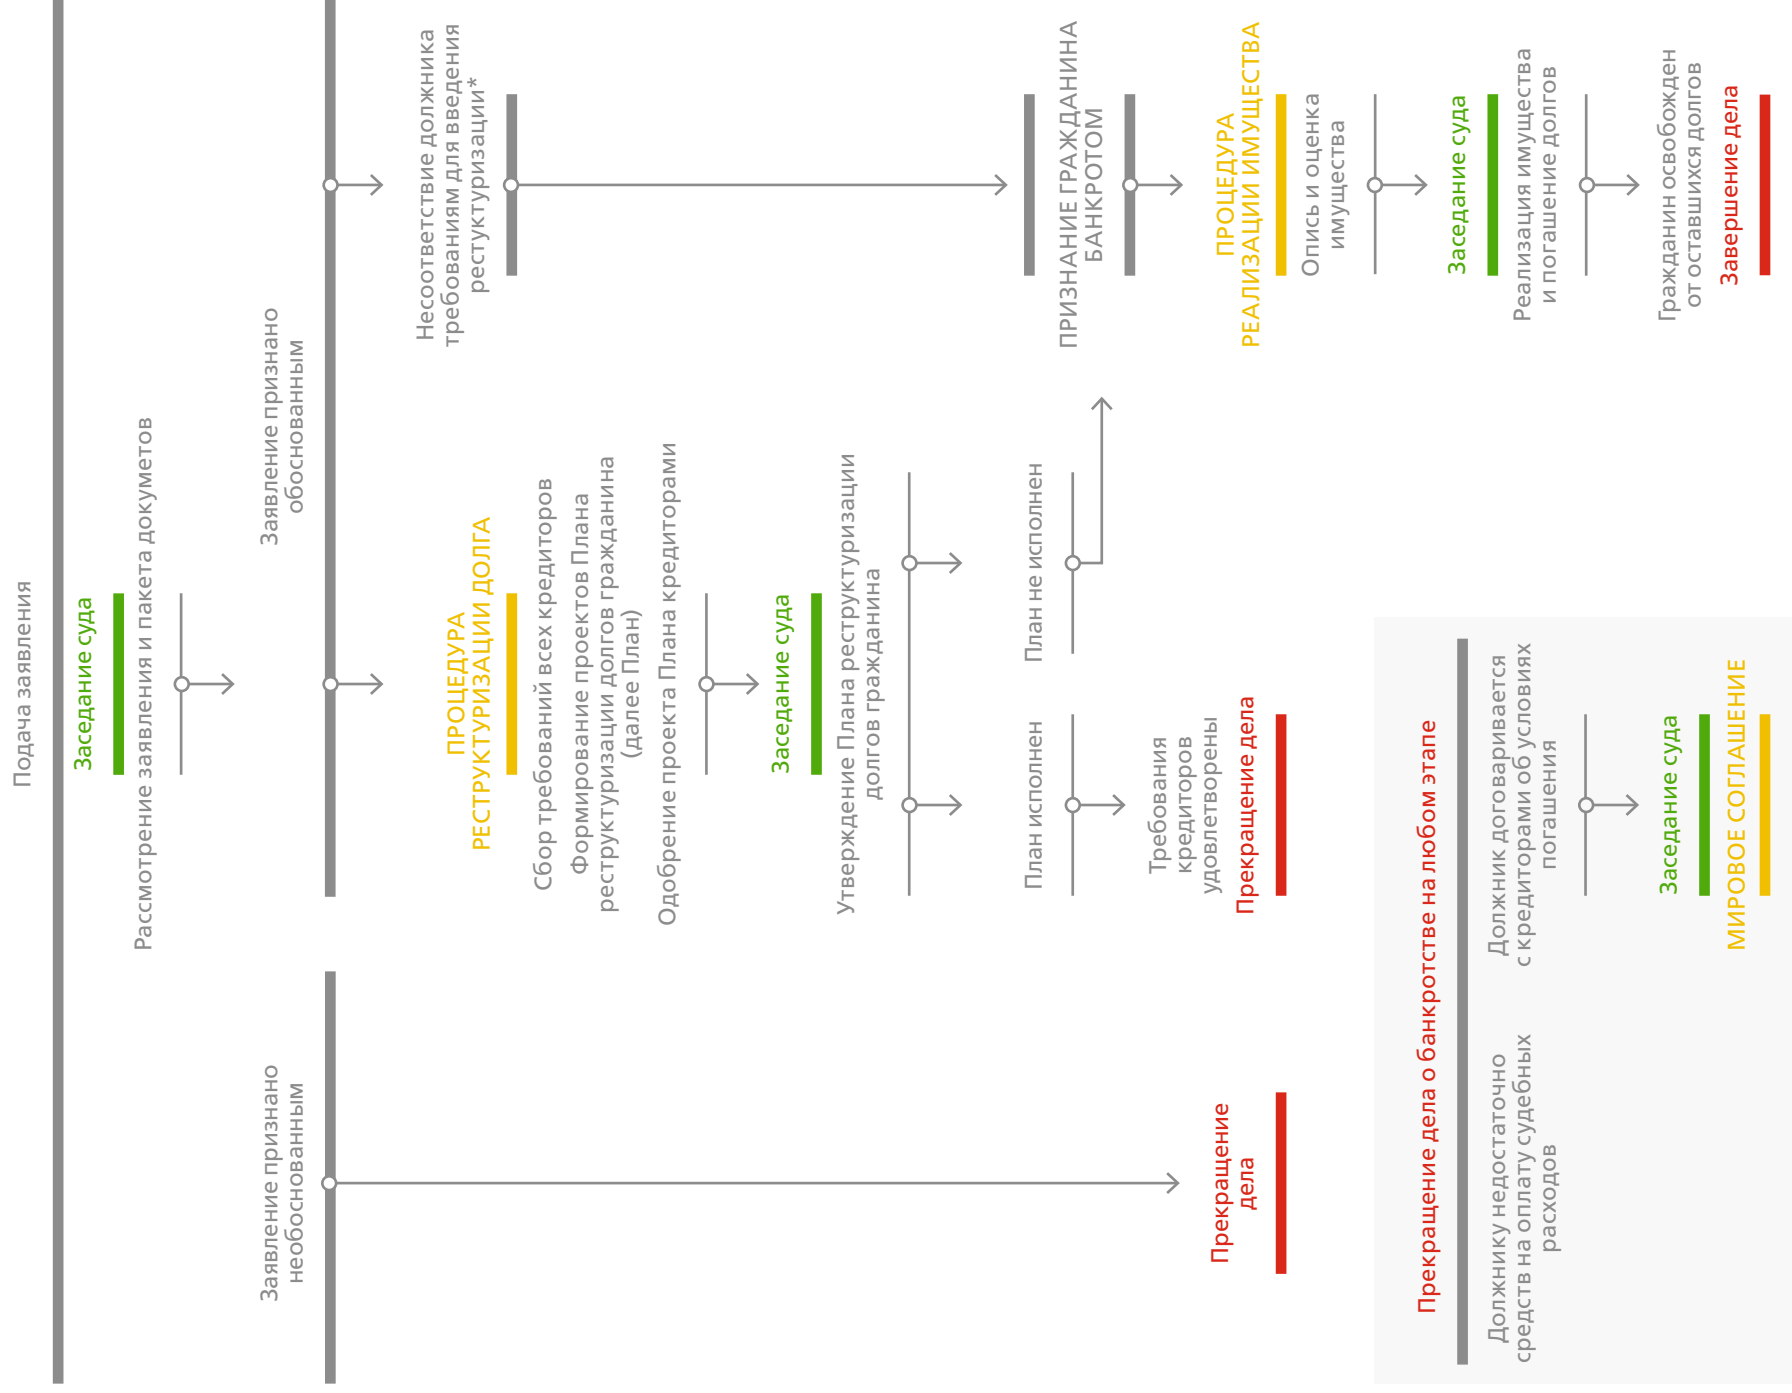 Подача заявления
Заседание суда
Рассмотрение заявления и пакета докуметов
Заявление признано
необоснованным
Заявление признано
обоснованным
Прекращение
дела
ПРОЦЕДУРА
РЕСТРУКТУРИЗАЦИИ ДОЛГА
Сбор требований всех кредиторов
Формирование проектов Плана
реструктуризации долгов гражданина
(далее План)
Одобрение проекта Плана кредиторами
Заседание суда
Утверждение Плана реструктуризации
долгов гражданина
План исполнен
Требования
кредиторов
удовлетворены
Прекращение дела
План не исполнен
Несоответствие должника
требованиям для введения
рестуктуризации*
ПРИЗНАНИЕ ГРАЖДАНИНА
БАНКРОТОМ
ПРОЦЕДУРА
РЕАЛИЗАЦИИ ИМУЩЕСТВА
Опись и оценка
имущества
Заседание суда
Реализация имущества
и погашение долгов
Гражданин освобожден
от оставшихся долгов
Завершение дела
Прекращение дела о банкротстве на любом этапе
Должнику недостаточно
средств на оплату судебных
расходов
Должник договаривается
с кредиторами об условиях
погашения
Заседание суда
МИРОВОЕ СОГЛАШЕНИЕ